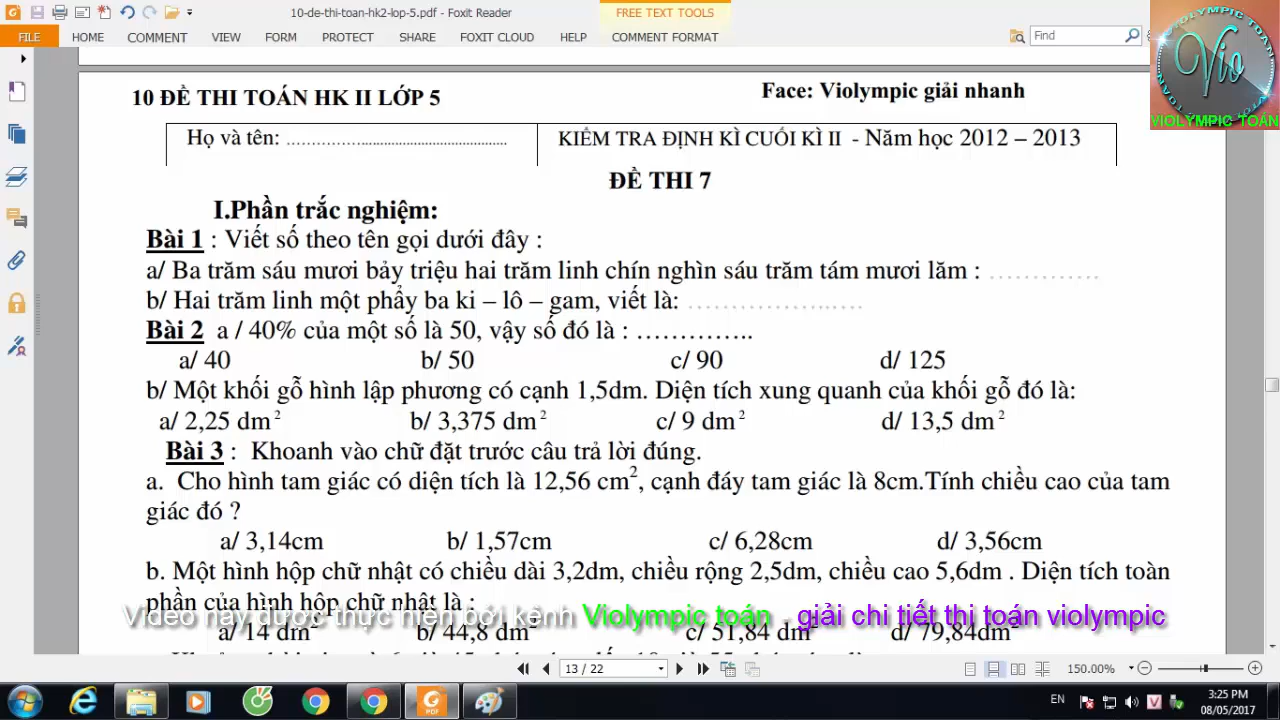 10-de-thi-toan-hk2-lop-5.pdf - Foxit Reader
FREE TEXT TOOLS
FILE HOME COMMENT VIEW FORM PROTECT SHARE FOXIT CLOUD HELP COMMENT FORMAT
Find
VIOLYMPIC TOÁN
Vio
VIOLYMPIC TOÁN
10 ĐỀ THI TOÁN HK II LỚP 5
Face: Violympic giải nhanh
Họ và tên: ........................................
KIỂM TRA ĐỊNH KÌ CUỐI KÌ II - Năm học 2012 – 2013
ĐỀ THI 7
I.Phần trắc nghiệm:
Bài 1 : Viết số theo tên gọi dưới đây :
a/ Ba trăm sáu mươi bảy triệu hai trăm linh chín nghìn sáu trăm tám mươi lăm : ……………
b/ Hai trăm linh một phẩy ba ki – lô – gam, viết là: ……………..….
Bài 2 a / 40% của một số là 50, vậy số đó là : …………..
a/ 40 b/ 50 c/ 90 d/ 125
b/ Một khối gỗ hình lập phương có cạnh 1,5dm. Diện tích xung quanh của khối gỗ đó là:
a/ 2,25 dm² b/ 3,375 dm² c/ 9 dm² d/ 13,5 dm²
Bài 3 : Khoanh vào chữ đặt trước câu trả lời đúng.
a. Cho hình tam giác có diện tích là 12,56 cm², cạnh đáy tam giác là 8cm.Tính chiều cao của tam
giác đó ?
a/ 3,14cm b/ 1,57cm c/ 6,28cm d/ 3,56cm
b. Một hình hộp chữ nhật có chiều dài 3,2dm, chiều rộng 2,5dm, chiều cao 5,6dm . Diện tích toàn
phần của hình hộp chữ nhật là :
Video này được thực hiện bởi kênh Violympic toán - giải chi tiết thi toán violympic
a/ 14 dm² b/ 44,8 dm² c/ 51,84 dm² d/ 79,84dm²
13 / 22
150.00%
EN
3:25 PM
08/05/2017